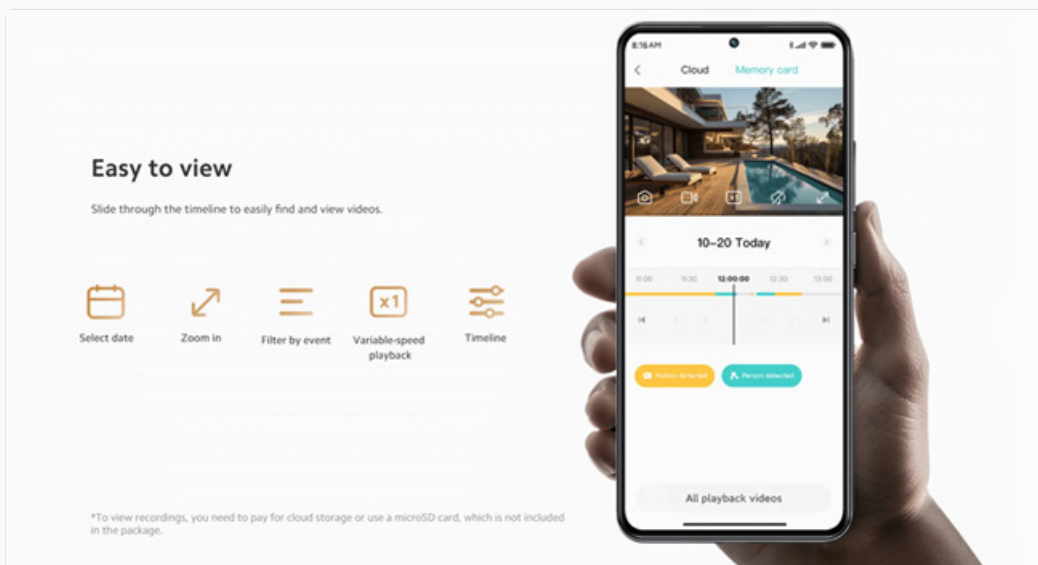 Easy to view
Slide through the timeline to easily find and view videos.
Select date
Zoom in
Filter by event
x1
Variable-speed
playback
Timeline
*To view recordings, you need to pay for cloud storage or use a microSD card, which is not included
in the package.
8:16AM
Cloud
Memory card
x1
10-20 Today
11:00
11:30
12:00:00
12:30
13:00
Motion detected
Person detected
All playback videos